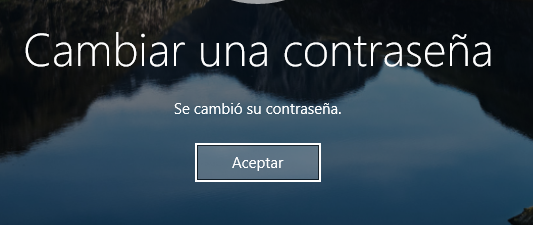 Cambiar una contraseña
Se cambió su contraseña.
Aceptar